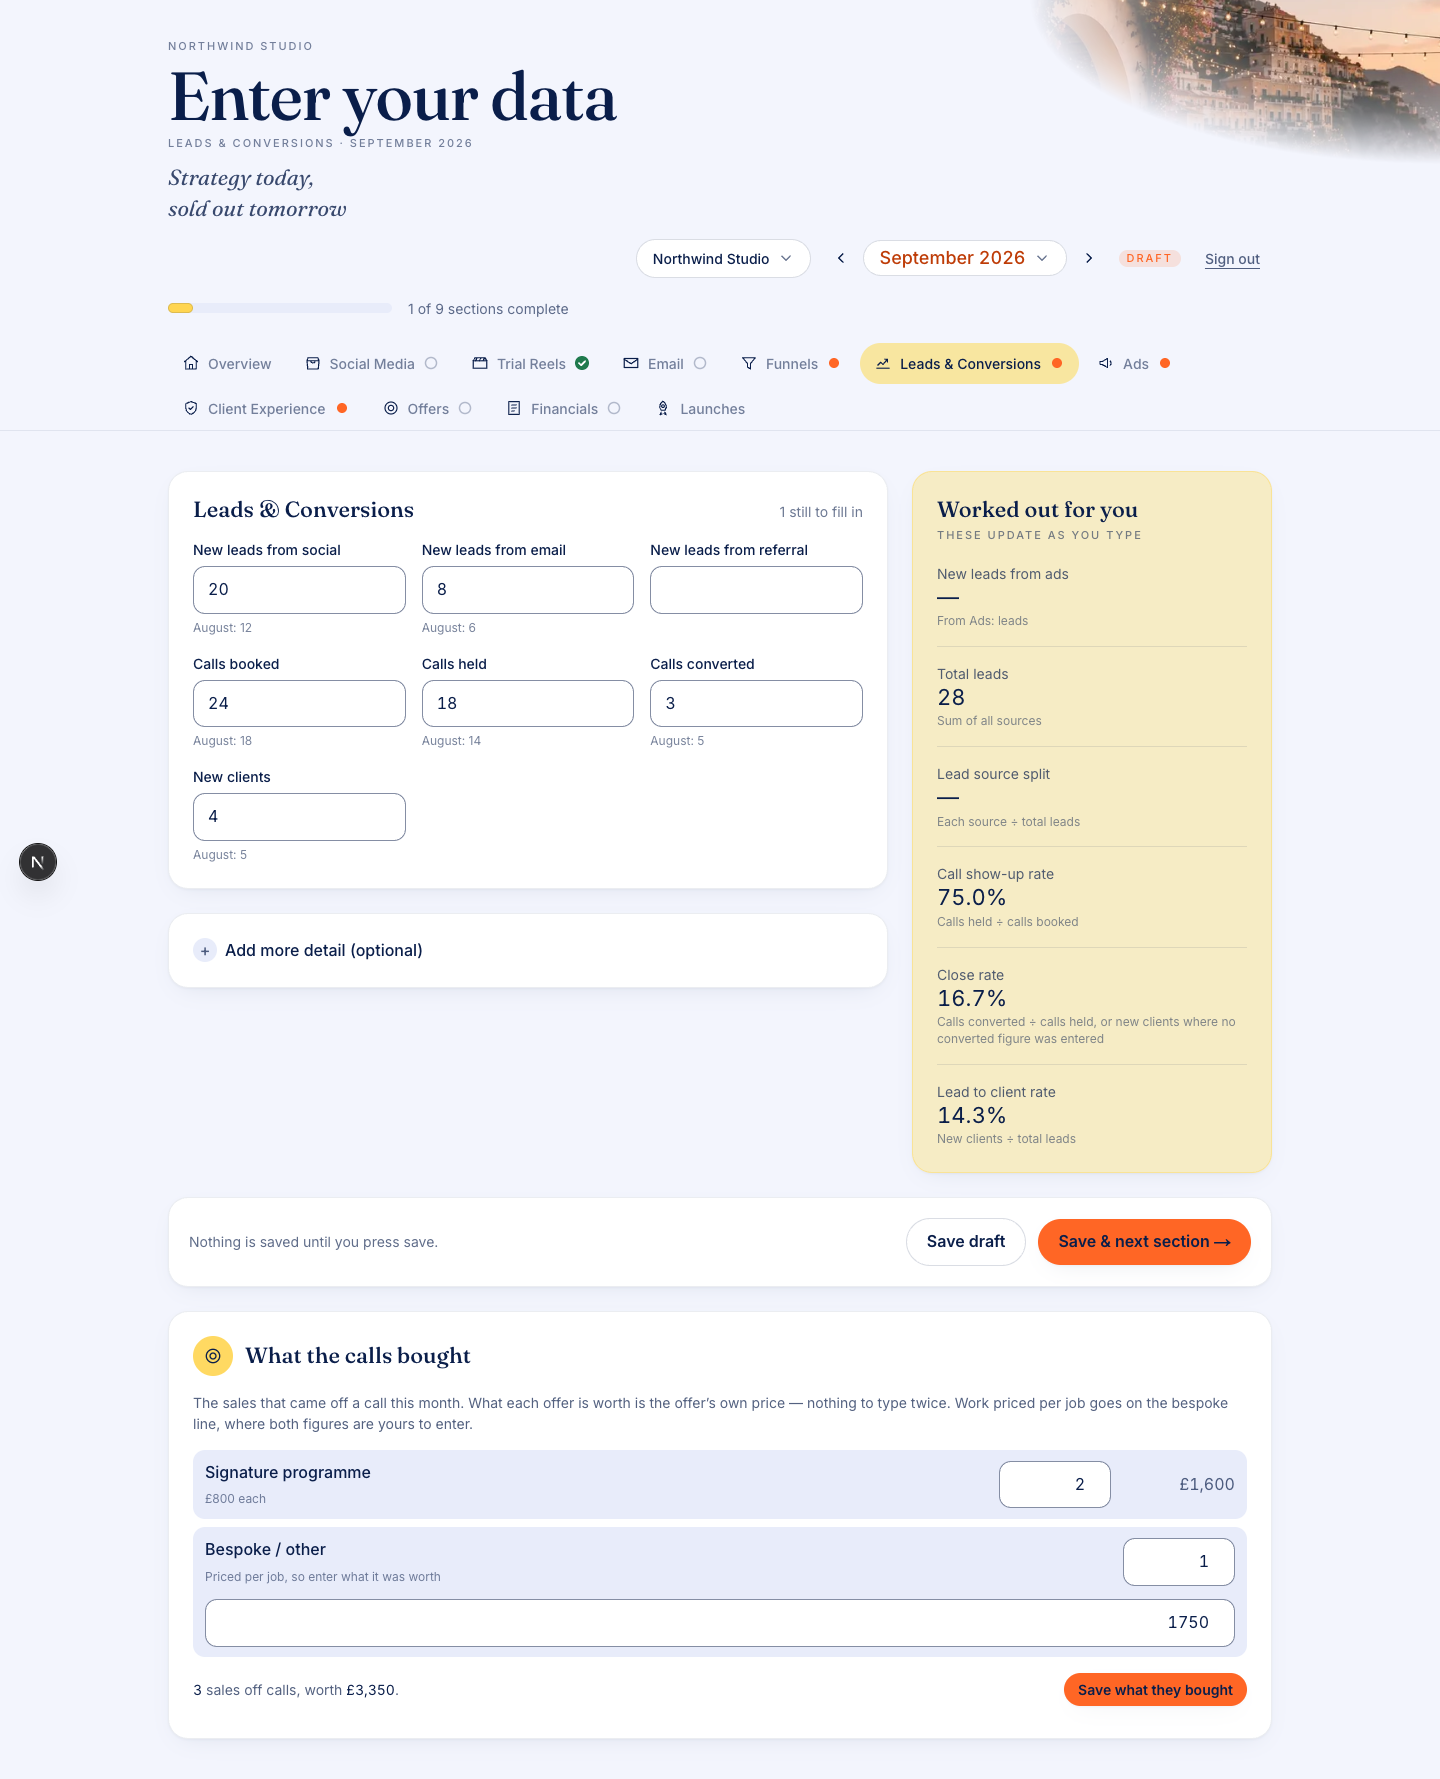 NORTHWIND STUDIO
Enter your data
LEADS & CONVERSIONS · SEPTEMBER 2026
Strategy today,
sold out tomorrow
Northwind Studio
September 2026
DRAFT
Sign out
1 of 9 sections complete
Overview
Social Media
Trial Reels
Email
Funnels
Leads & Conversions
Ads
Client Experience
Offers
Financials
Launches
Leads & Conversions
1 still to fill in
New leads from social
New leads from email
New leads from referral
20
8
August: 12
August: 6
Calls booked
Calls held
Calls converted
24
18
3
August: 18
August: 14
August: 5
New clients
4
August: 5
+ Add more detail (optional)
Worked out for you
THESE UPDATE AS YOU TYPE
New leads from ads
—
From Ads: leads
Total leads
28
Sum of all sources
Lead source split
—
Each source ÷ total leads
Call show-up rate
75.0%
Calls held ÷ calls booked
Close rate
16.7%
Calls converted ÷ calls held, or new clients where no
converted figure was entered
Lead to client rate
14.3%
New clients ÷ total leads
N
Nothing is saved until you press save.
Save draft
Save & next section →
What the calls bought
The sales that came off a call this month. What each offer is worth is the offer’s own price — nothing to type twice. Work priced per job goes on the bespoke
line, where both figures are yours to enter.
Signature programme
£800 each
2
£1,600
Bespoke / other
Priced per job, so enter what it was worth
1
1750
3 sales off calls, worth £3,350.
Save what they bought